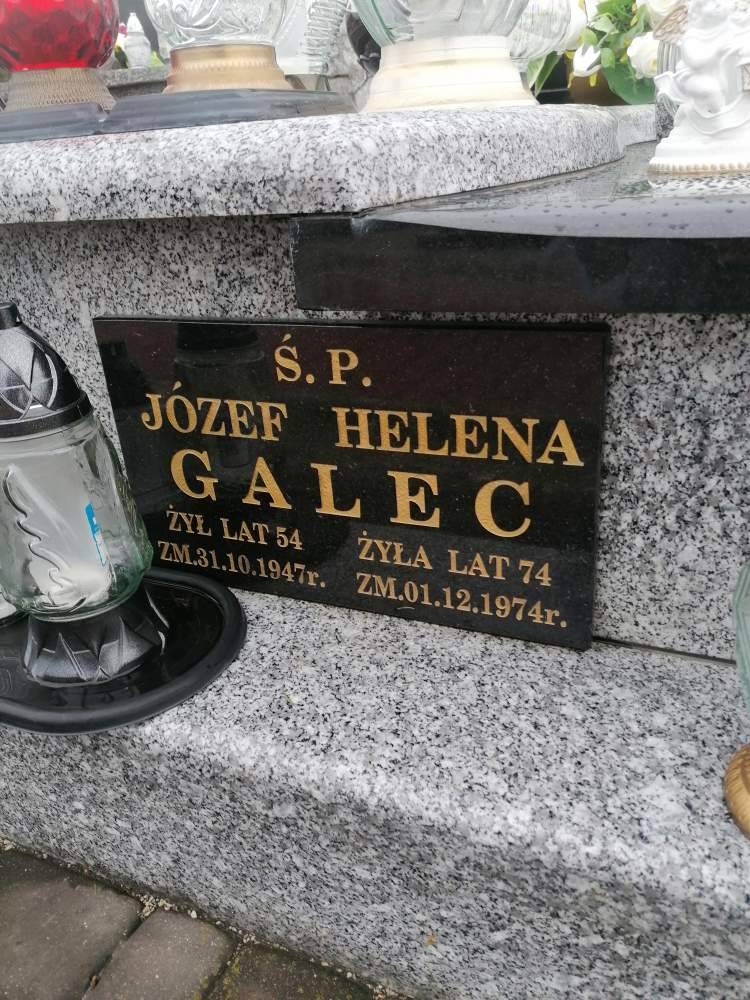 Ś. P.
JÓZEF HELENA
GALEC
ŻYŁ LAT 54
ZM.31.10.1947r.
ŻYŁA LAT 74
ZM.01.12.1974r.